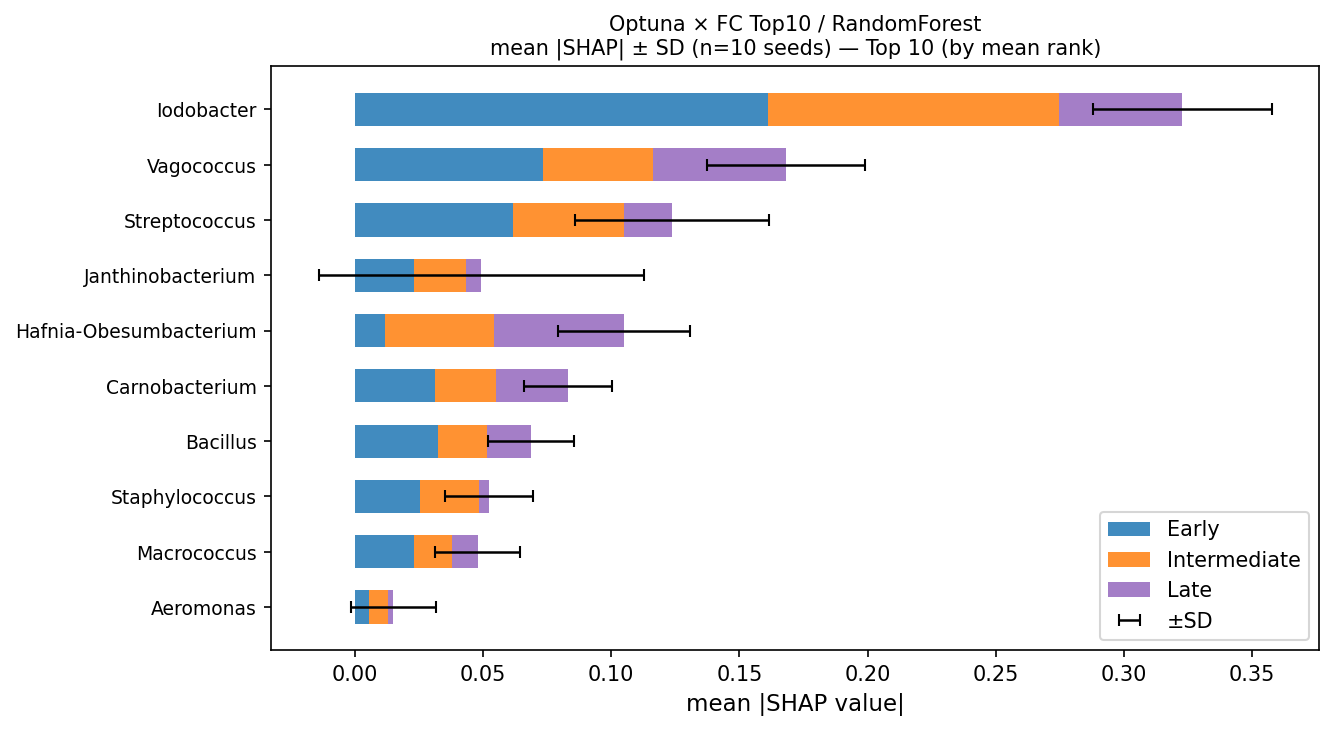 Optuna × FC Top10 / RandomForest
mean |SHAP| ± SD (n=10 seeds) — Top 10 (by mean rank)
Iodobacter
Vagococcus
Streptococcus
Janthinobacterium
Hafnia-Obesumbacterium
Carnobacterium
Bacillus
Staphylococcus
Macrococcus
Aeromonas
Early
Intermediate
Late
±SD
0.00 0.05 0.10 0.15 0.20 0.25 0.30 0.35
mean |SHAP value|